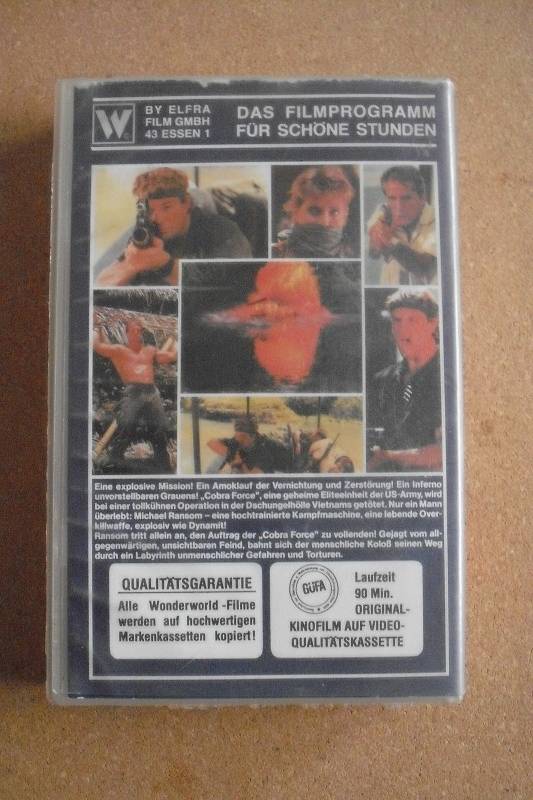 W
BY ELFRA
FILM GMBH
43 ESSEN 1
DAS FILMPROGRAMM
FÜR SCHÖNE STUNDEN
Eine explosive Mission! Ein Amoklauf der Vernichtung und Zerstörung! Ein Inferno
unvorstellbaren Grauens! „Cobra Force", eine geheime Eliteeinheit der US-Army, wird
bei einer tollkühnen Operation in der Dschungelhölle Vietnams getötet. Nur ein Mann
überlebt: Michael Ransom – eine hochtrainierte Kampfmaschine, eine lebende Over-
killwaffe, explosiv wie Dynamit!
Ransom tritt allein an, den Auftrag der „Cobra Force" zu vollenden! Gejagt vom all-
gegenwärtigen, unsichtbaren Feind, bahnt sich der menschliche Koloß seinen Weg
durch ein Labyrinth unmenschlicher Gefahren und Torturen.
QUALITÄTSGARANTIE
Alle Wonderworld-Filme
werden auf hochwertigen
Markenkassetten kopiert!
GÜFA
Laufzeit
90 Min.
ORIGINAL-
KINOFILM AUF VIDEO-
QUALITÄTSKASSETTE